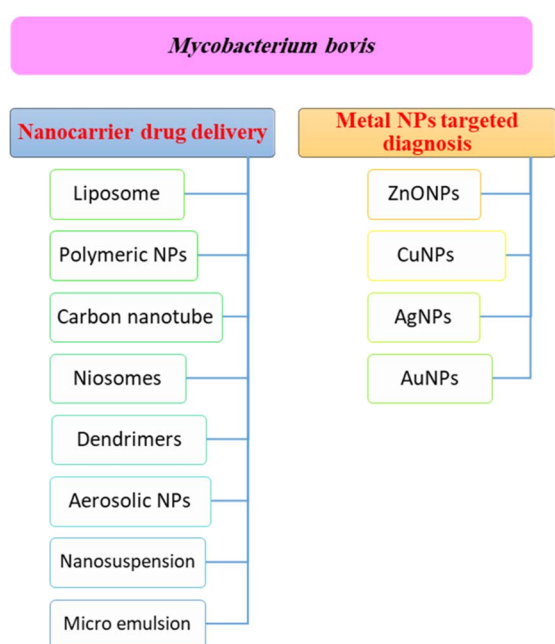 Mycobacterium bovis
Nanocarrier drug delivery
Liposome
Polymeric NPs
Carbon nanotube
Niosomes
Dendrimers
Aerosolic NPs
Nanosuspension
Micro emulsion
Metal NPs targeted
diagnosis
ZnONPs
CuNPs
AgNPs
AuNPs